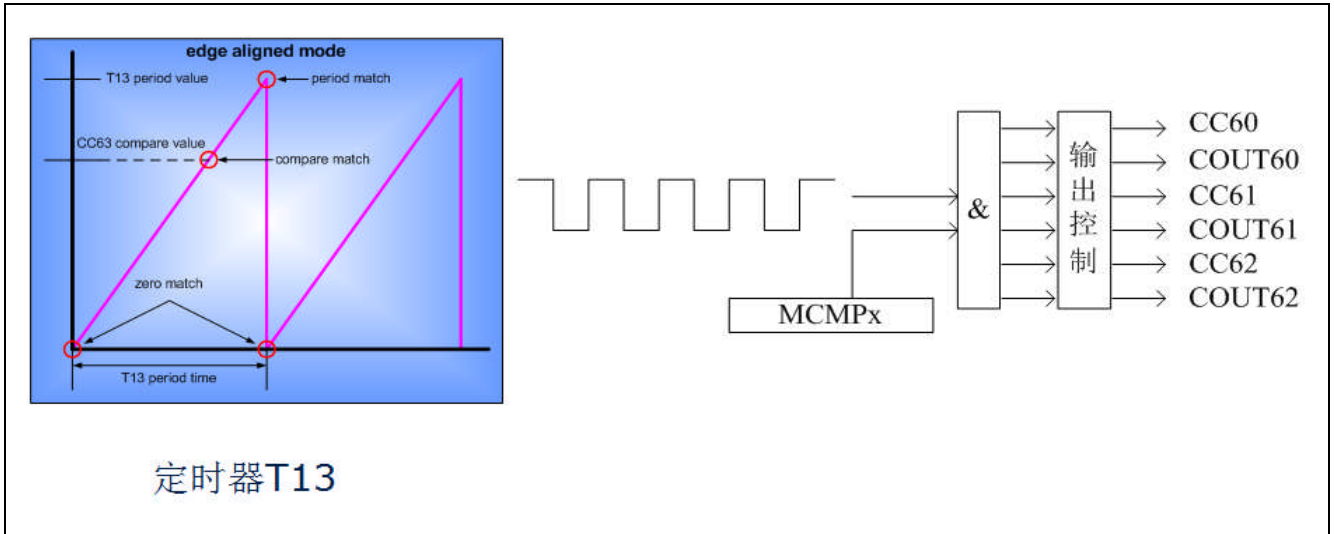 edge aligned mode
T13 period value
period match
CC63 compare value
compare match
zero match
T13 period time
定时器T13
MCMPx
&
输出控制
CC60
COUT60
CC61
COUT61
CC62
COUT62